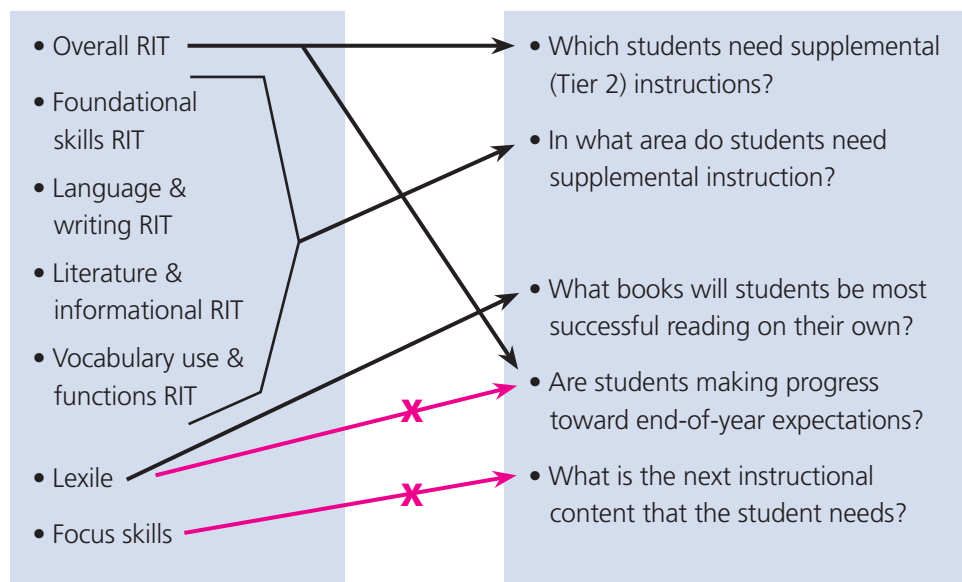 • Overall RIT
• Foundational
skills RIT
• Language &
writing RIT
• Literature &
informational RIT
• Vocabulary use &
functions RIT
• Lexile
• Focus skills
• Which students need supplemental
(Tier 2) instructions?
• In what area do students need
supplemental instruction?
• What books will students be most
successful reading on their own?
• Are students making progress
toward end-of-year expectations?
• What is the next instructional
content that the student needs?
x
x